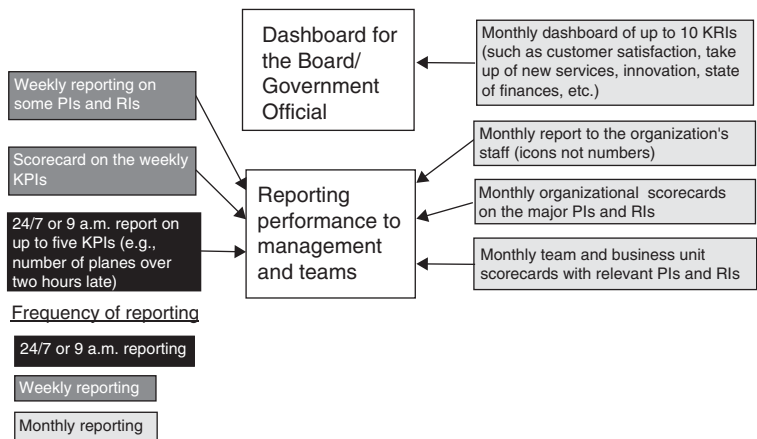 Dashboard for
the Board/
Government
Official
Monthly dashboard of up to 10 KRIs
(such as customer satisfaction, take
up of new services, innovation, state
of finances, etc.)
Weekly reporting on
some PIs and RIs
Scorecard on the weekly
KPIs
24/7 or 9 a.m. report on
up to five KPIs (e.g.,
number of planes over
two hours late)
Reporting
performance to
management
and teams
Monthly report to the organization's
staff (icons not numbers)
Monthly organizational scorecards
on the major PIs and RIs
Monthly team and business unit
scorecards with relevant PIs and RIs
Frequency of reporting
24/7 or 9 a.m. reporting
Weekly reporting
Monthly reporting